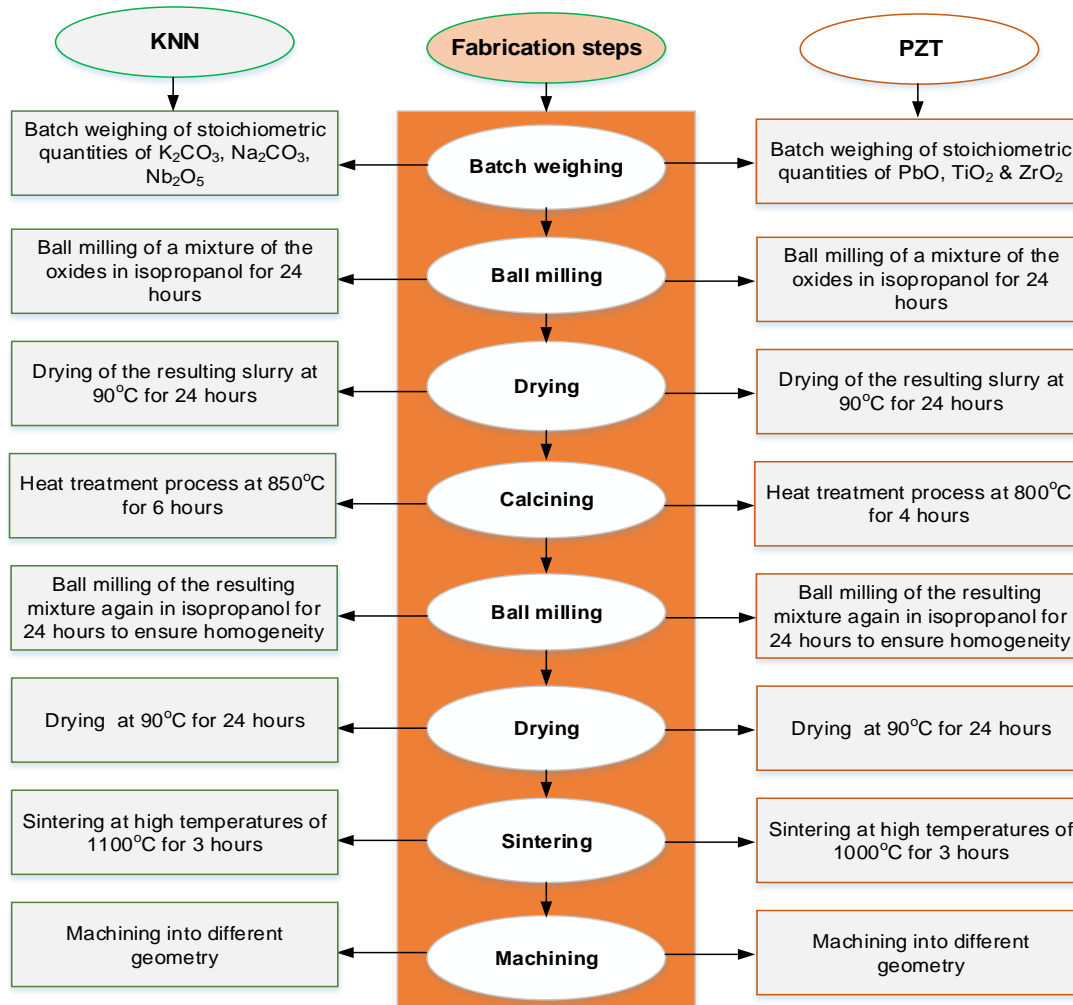 KNN
Fabrication steps
PZT
Batch weighing of stoichiometric
quantities of K₂CO₃, Na₂CO₃,
Nb₂O₅
Batch weighing
Batch weighing of stoichiometric
quantities of PbO, TiO₂ & ZrO₂
Ball milling of a mixture of the
oxides in isopropanol for 24
hours
Ball milling
Ball milling of a mixture of the
oxides in isopropanol for 24
hours
Drying of the resulting slurry at
90°C for 24 hours
Drying
Drying of the resulting slurry at
90°C for 24 hours
Heat treatment process at 850°C
for 6 hours
Calcining
Heat treatment process at 800°C
for 4 hours
Ball milling of the resulting
mixture again in isopropanol for
24 hours to ensure homogeneity
Ball milling
Ball milling of the resulting
mixture again in isopropanol for
24 hours to ensure homogeneity
Drying at 90°C for 24 hours
Drying
Drying at 90°C for 24 hours
Sintering at high temperatures of
1100°C for 3 hours
Sintering
Sintering at high temperatures of
1000°C for 3 hours
Machining into different
geometry
Machining
Machining into different
geometry